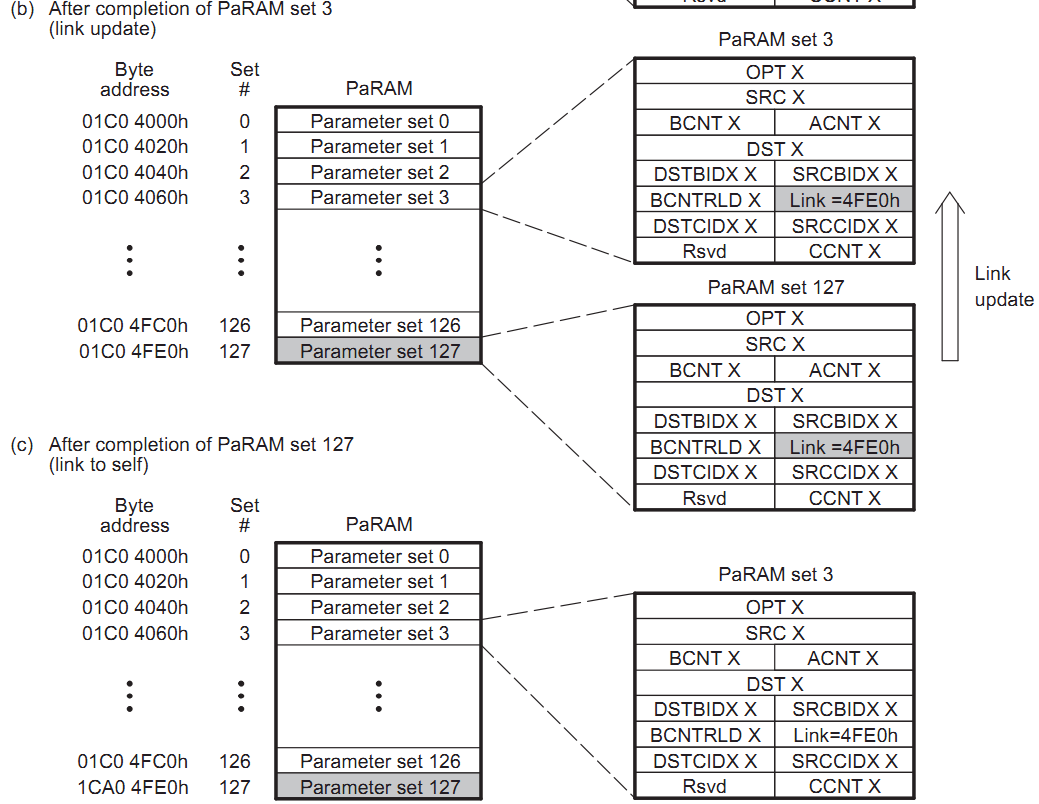 Rsvd CCNT X
(b) After completion of PaRAM set 3
(link update)
Byte address Set # PaRAM
01C0 4000h 0 Parameter set 0
01C0 4020h 1 Parameter set 1
01C0 4040h 2 Parameter set 2
01C0 4060h 3 Parameter set 3
01C0 4FC0h 126 Parameter set 126
01C0 4FE0h 127 Parameter set 127
PaRAM set 3
OPT X
SRC X
BCNT X ACNT X
DST X
DSTBIDX X SRCBIDX X
BCNTRLD X Link =4FE0h
DSTCIDX X SRCCIDX X
Rsvd CCNT X
PaRAM set 127
OPT X
SRC X
BCNT X ACNT X
DST X
DSTBIDX X SRCBIDX X
BCNTRLD X Link =4FE0h
DSTCIDX X SRCCIDX X
Rsvd CCNT X
Link
update
(c) After completion of PaRAM set 127
(link to self)
Byte address Set # PaRAM
01C0 4000h 0 Parameter set 0
01C0 4020h 1 Parameter set 1
01C0 4040h 2 Parameter set 2
01C0 4060h 3 Parameter set 3
01C0 4FC0h 126 Parameter set 126
1CA0 4FE0h 127 Parameter set 127
PaRAM set 3
OPT X
SRC X
BCNT X ACNT X
DST X
DSTBIDX X SRCBIDX X
BCNTRLD X Link=4FE0h
DSTCIDX X SRCCIDX X
Rsvd CCNT X